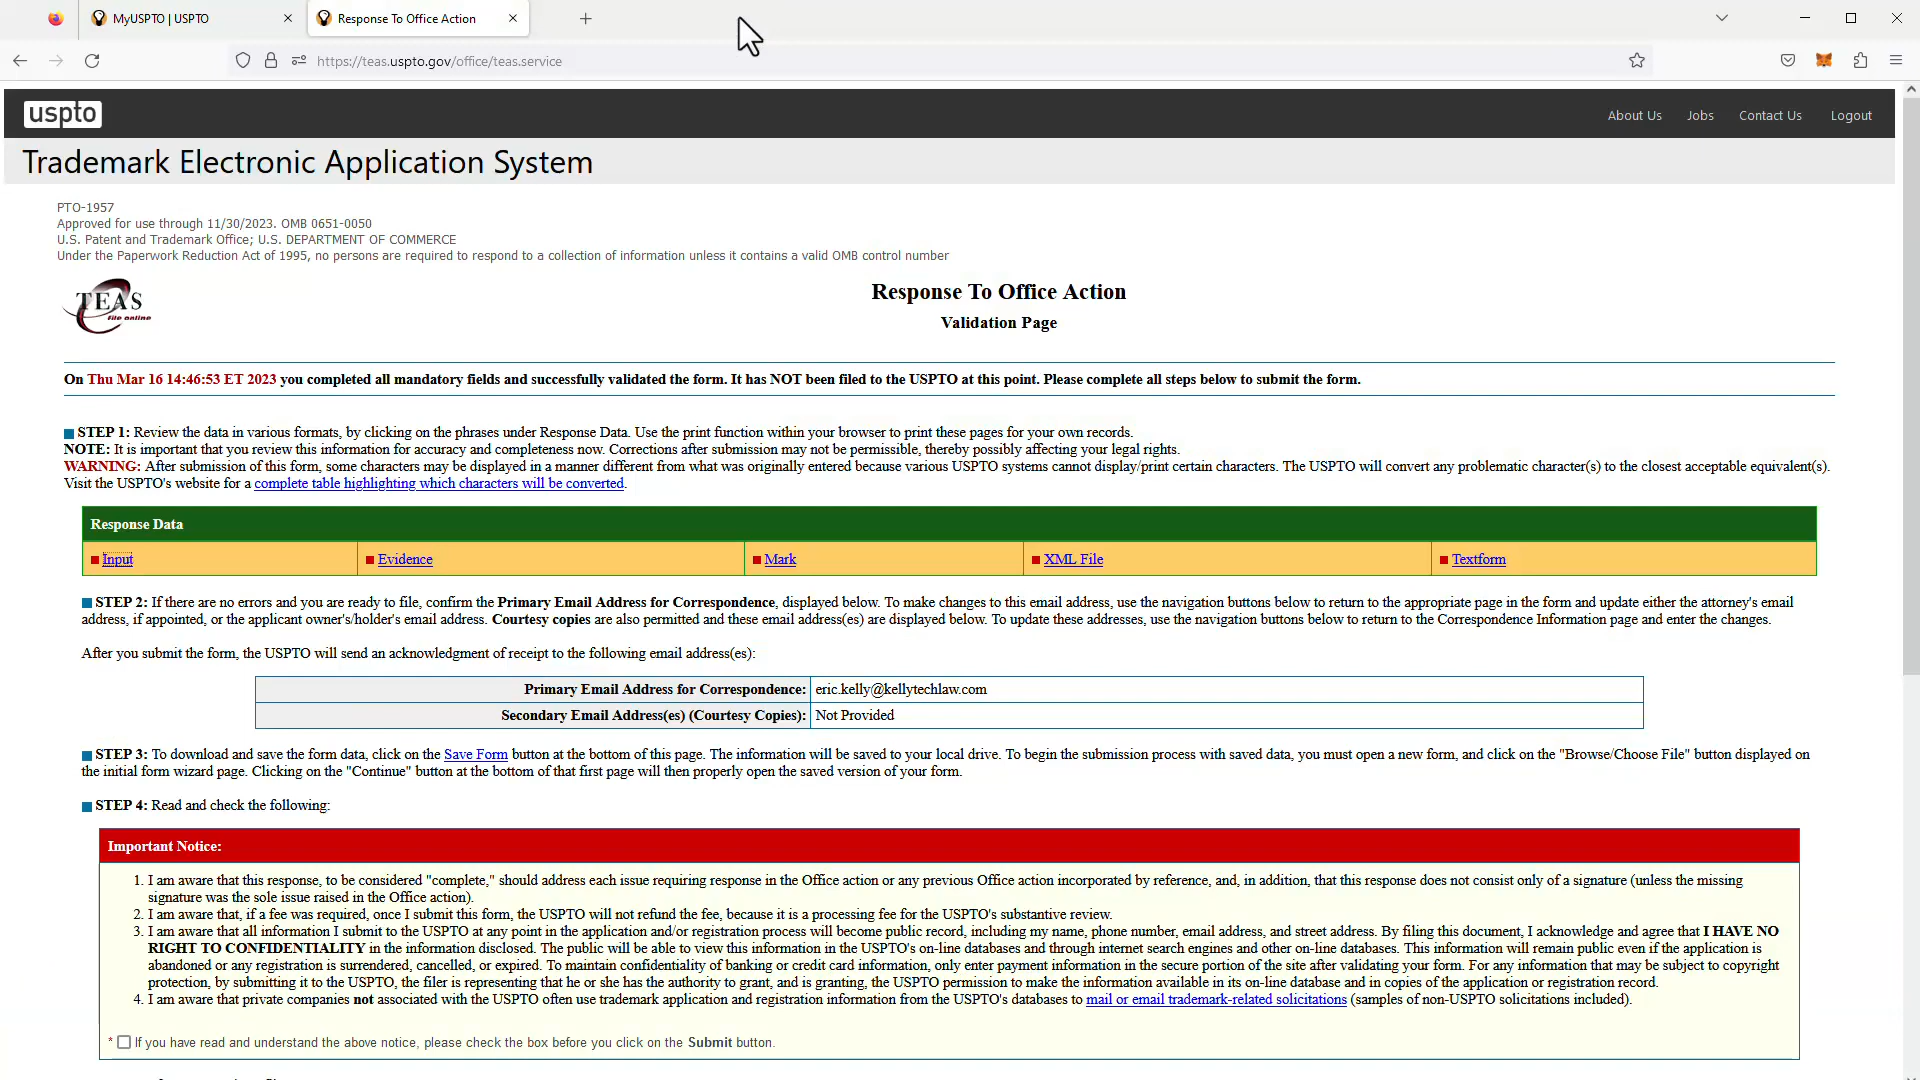 MyUSPTO | USPTO
Response To Office Action
https://teas.uspto.gov/office/teas.service
uspto
About Us
Jobs
Contact Us
Logout
Trademark Electronic Application System
PTO-1957
Approved for use through 11/30/2023. OMB 0651-0050
U.S. Patent and Trademark Office; U.S. DEPARTMENT OF COMMERCE
Under the Paperwork Reduction Act of 1995, no persons are required to respond to a collection of information unless it contains a valid OMB control number
TEAS
file online
Response To Office Action
Validation Page
On Thu Mar 16 14:46:53 ET 2023 you completed all mandatory fields and successfully validated the form. It has NOT been filed to the USPTO at this point. Please complete all steps below to submit the form.
STEP 1: Review the data in various formats, by clicking on the phrases under Response Data. Use the print function within your browser to print these pages for your own records.
NOTE: It is important that you review this information for accuracy and completeness now. Corrections after submission may not be permissible, thereby possibly affecting your legal rights.
WARNING: After submission of this form, some characters may be displayed in a manner different from what was originally entered because various USPTO systems cannot display/print certain characters. The USPTO will convert any problematic character(s) to the closest acceptable equivalent(s).
Visit the USPTO's website for a complete table highlighting which characters will be converted.
Response Data
Input
Evidence
Mark
XML File
Textform
STEP 2: If there are no errors and you are ready to file, confirm the Primary Email Address for Correspondence, displayed below. To make changes to this email address, use the navigation buttons below to return to the appropriate page in the form and update either the attorney's email
address, if appointed, or the applicant owner's/holder's email address. Courtesy copies are also permitted and these email address(es) are displayed below. To update these addresses, use the navigation buttons below to return to the Correspondence Information page and enter the changes.
After you submit the form, the USPTO will send an acknowledgment of receipt to the following email address(es):
Primary Email Address for Correspondence: eric.kelly@kellytechlaw.com
Secondary Email Address(es) (Courtesy Copies): Not Provided
STEP 3: To download and save the form data, click on the Save Form button at the bottom of this page. The information will be saved to your local drive. To begin the submission process with saved data, you must open a new form, and click on the "Browse/Choose File" button displayed on
the initial form wizard page. Clicking on the "Continue" button at the bottom of that first page will then properly open the saved version of your form.
STEP 4: Read and check the following:
Important Notice:
1. I am aware that this response, to be considered "complete," should address each issue requiring response in the Office action or any previous Office action incorporated by reference, and, in addition, that this response does not consist only of a signature (unless the missing
signature was the sole issue raised in the Office action).
2. I am aware that, if a fee was required, once I submit this form, the USPTO will not refund the fee, because it is a processing fee for the USPTO's substantive review.
3. I am aware that all information I submit to the USPTO at any point in the application and/or registration process will become public record, including my name, phone number, email address, and street address. By filing this document, I acknowledge and agree that I HAVE NO
RIGHT TO CONFIDENTIALITY in the information disclosed. The public will be able to view this information in the USPTO's on-line databases and through internet search engines and other on-line databases. This information will remain public even if the application is
abandoned or any registration is surrendered, cancelled, or expired. To maintain confidentiality of banking or credit card information, only enter payment information in the secure portion of the site after validating your form. For any information that may be subject to copyright
protection, by submitting it to the USPTO, the filer is representing that he or she has the authority to grant, and is granting, the USPTO permission to make the information available in its on-line database and in copies of the application or registration record.
4. I am aware that private companies not associated with the USPTO often use trademark application and registration information from the USPTO's databases to mail or email trademark-related solicitations (samples of non-USPTO solicitations included).
* If you have read and understand the above notice, please check the box before you click on the Submit button.